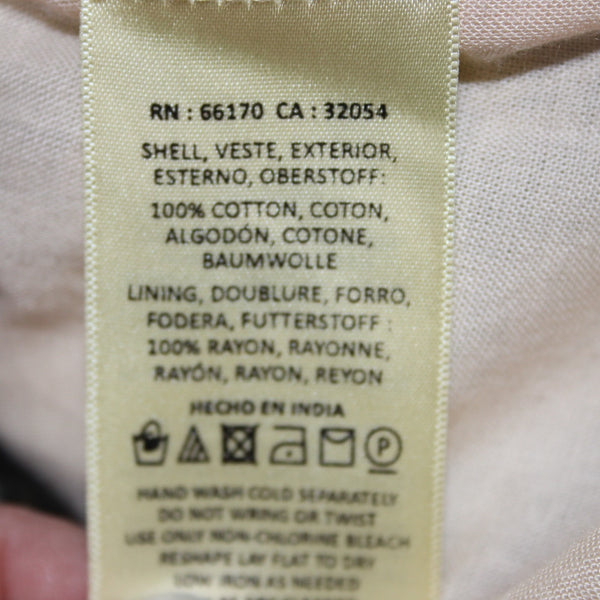 RN : 66170 CA : 32054
SHELL, VESTE, EXTERIOR,
ESTERNO, OBERSTOFF:
100% COTTON, COTON,
ALGODÓN, COTONE,
BAUMWOLLE
LINING, DOUBLURE, FORRO,
FODERA, FUTTERSTOFF :
100% RAYON, RAYONNE,
RAYÓN, RAYON, REYON
HECHO EN INDIA
P
HAND WASH COLD SEPARATELY
DO NOT WRING OR TWIST
USE ONLY NON-CHLORINE BLEACH
RESHAPE LAY FLAT TO DRY
LOW IRON AS NEEDED